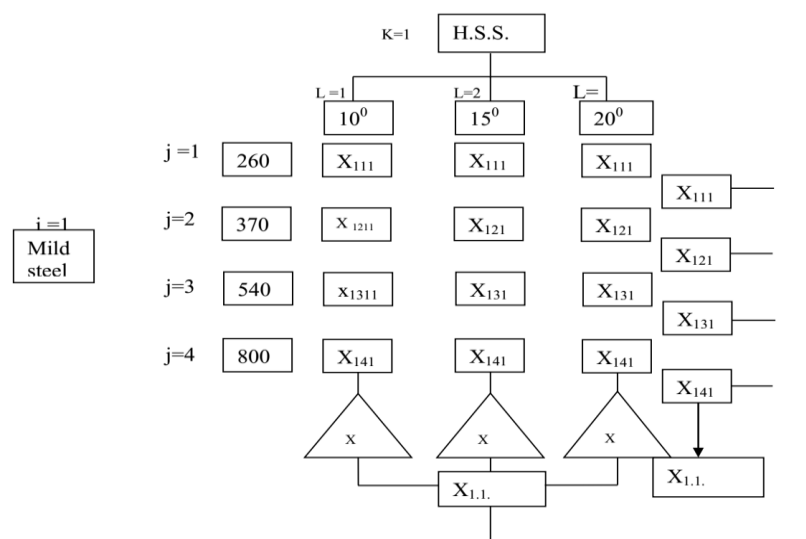 K=1 H.S.S.
L =1 L=2 L=
10⁰ 15⁰ 20⁰
j =1 260 X₁₁₁ X₁₁₁ X₁₁₁
X₁₁₁
j=2 370 X ₁₂₁₁ X₁₂₁ X₁₂₁
i =1
Mild
steel
X₁₂₁
j=3 540 x₁₃₁₁ X₁₃₁ X₁₃₁
X₁₃₁
j=4 800 X₁₄₁ X₁₄₁ X₁₄₁
X₁₄₁
X X X
X₁.₁.
X₁.₁.